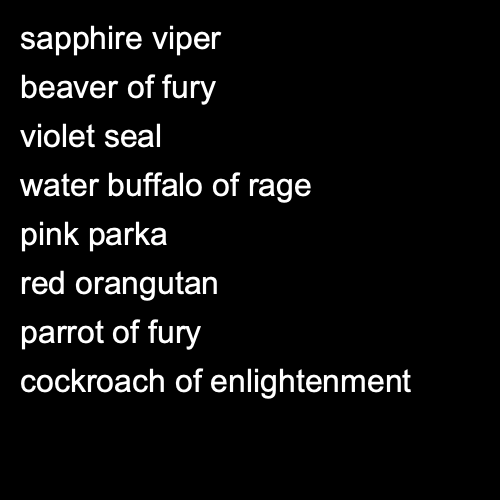 sapphire viper
beaver of fury
violet seal
water buffalo of rage
pink parka
red orangutan
parrot of fury
cockroach of enlightenment